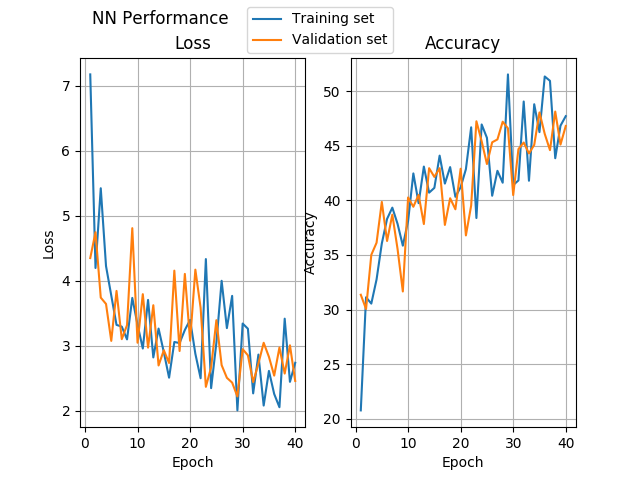 NN Performance
Training set
Validation set
Loss
Loss
7
6
5
4
3
2
0 10 20 30 40
Epoch
Accuracy
Accuracy
50
45
40
35
30
25
20
0 10 20 30 40
Epoch